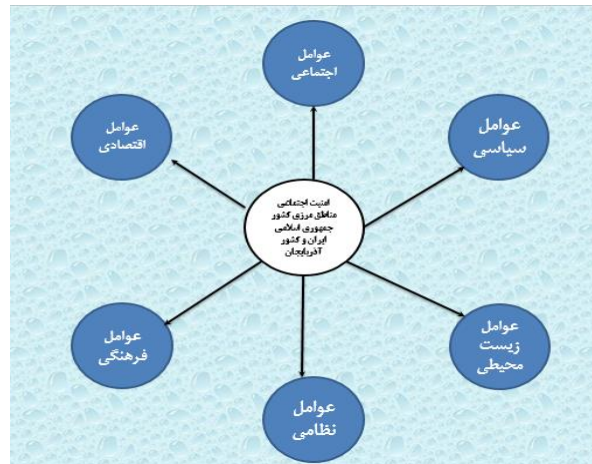 عوامل
اجتماعی
عوامل
سیاسی
عوامل
اقتصادی
امنیت اجتماعی
مناطق مرزی کشور
جمهوری اسلامی
ایران و کشور
آذربایجان
عوامل
زیست
محیطی
عوامل
فرهنگی
عوامل
نظامی